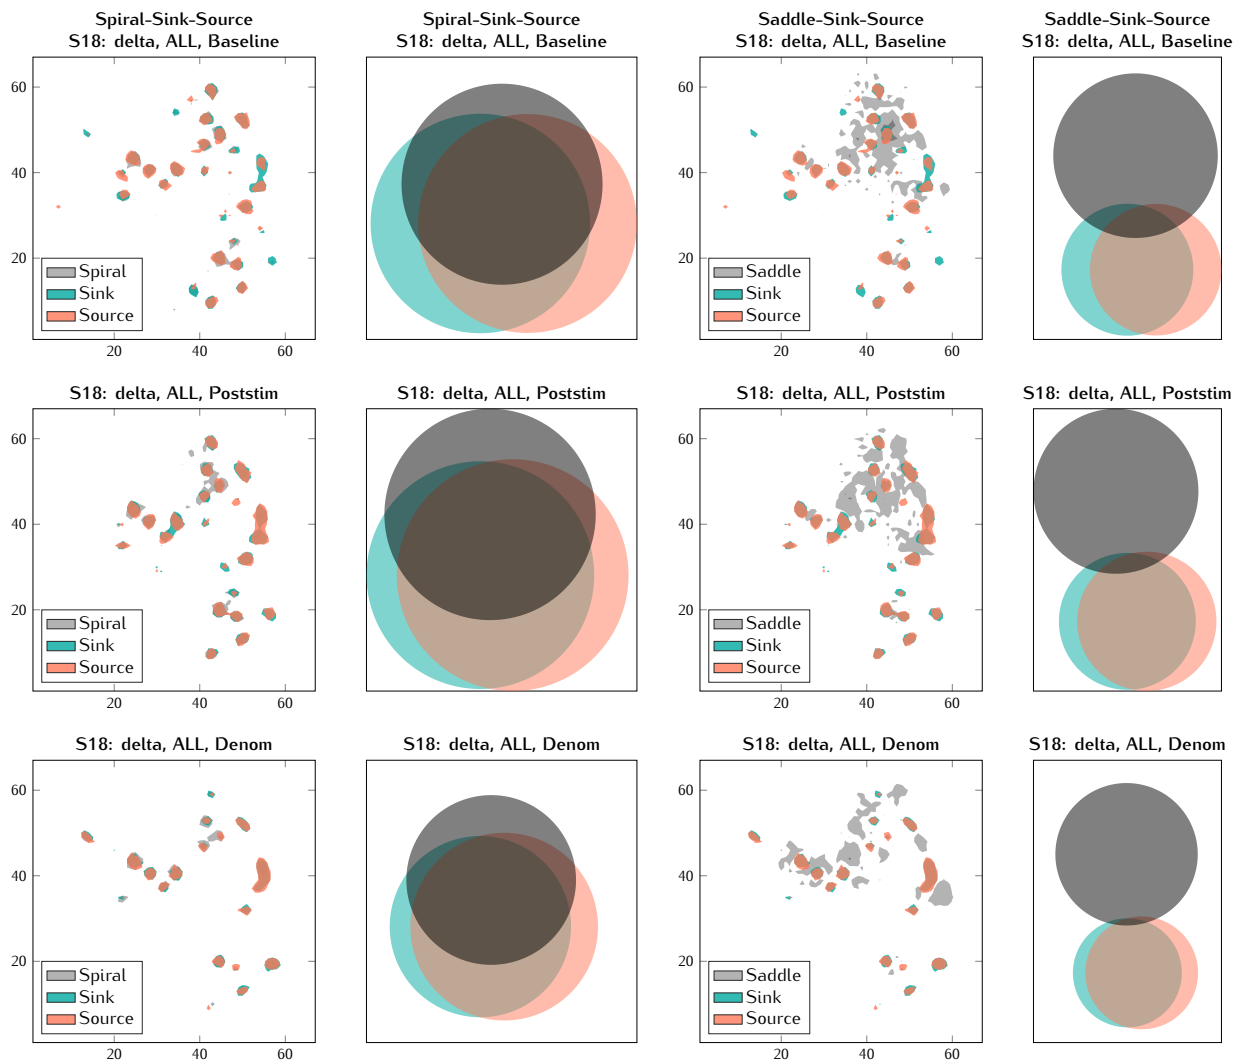 Spiral-Sink-Source
S18: delta, ALL, Baseline
Spiral-Sink-Source
S18: delta, ALL, Baseline
Saddle-Sink-Source
S18: delta, ALL, Baseline
Saddle-Sink-Source
S18: delta, ALL, Baseline
60
40
20
Spiral
Sink
Source
20 40 60
60
40
20
Saddle
Sink
Source
20 40 60
S18: delta, ALL, Poststim
S18: delta, ALL, Poststim
S18: delta, ALL, Poststim
S18: delta, ALL, Poststim
60
40
20
Spiral
Sink
Source
20 40 60
60
40
20
Saddle
Sink
Source
20 40 60
S18: delta, ALL, Denom
S18: delta, ALL, Denom
S18: delta, ALL, Denom
S18: delta, ALL, Denom
60
40
20
Spiral
Sink
Source
20 40 60
60
40
20
Saddle
Sink
Source
20 40 60